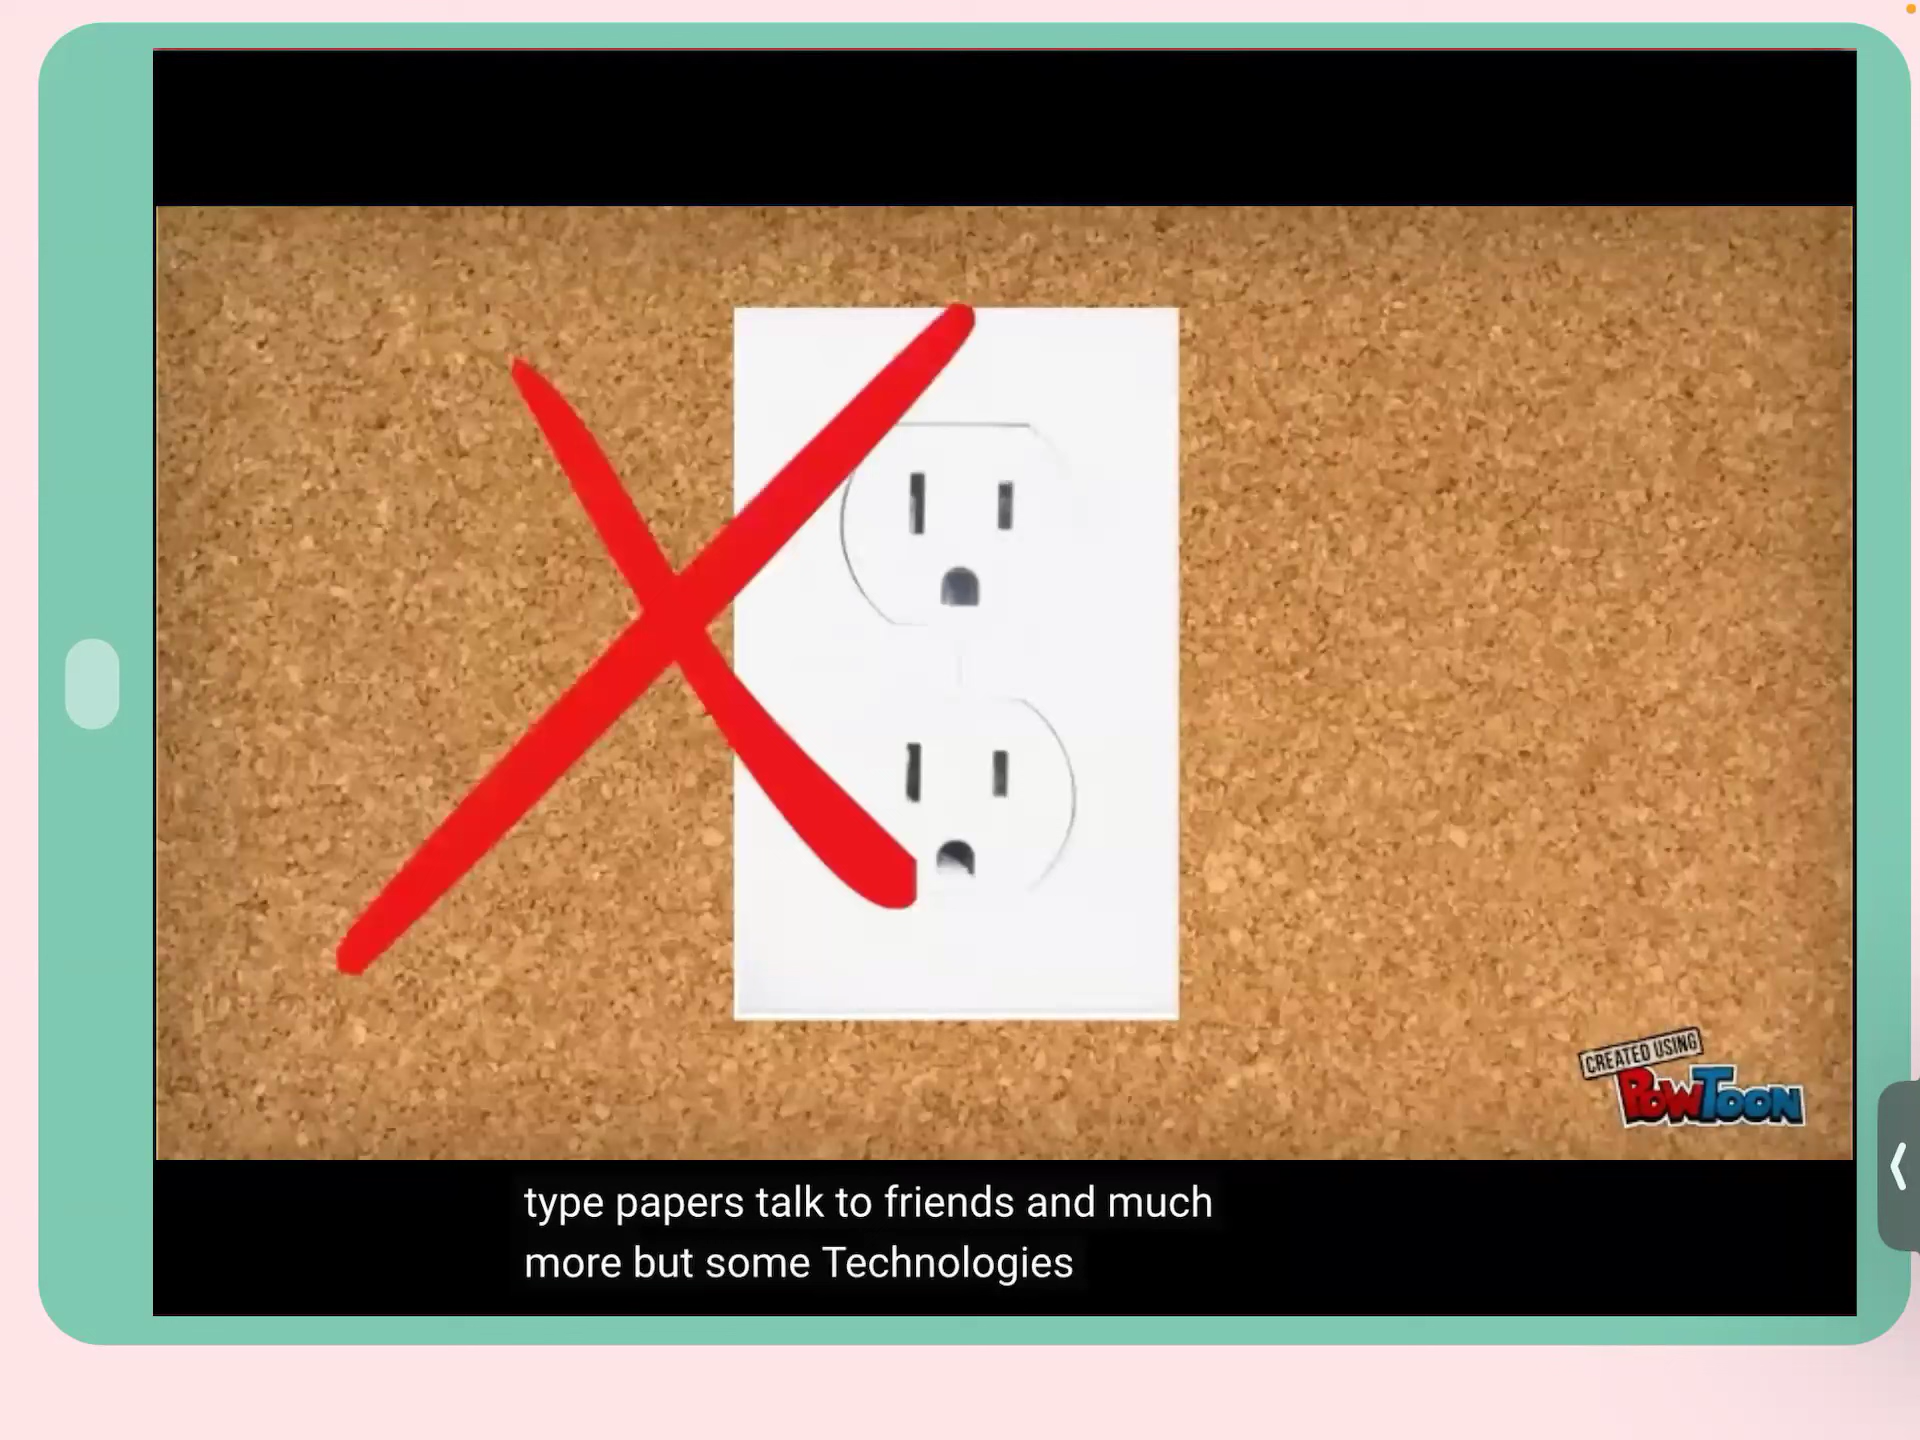 CREATED USING
POWTOON
type papers talk to friends and much
more but some Technologies